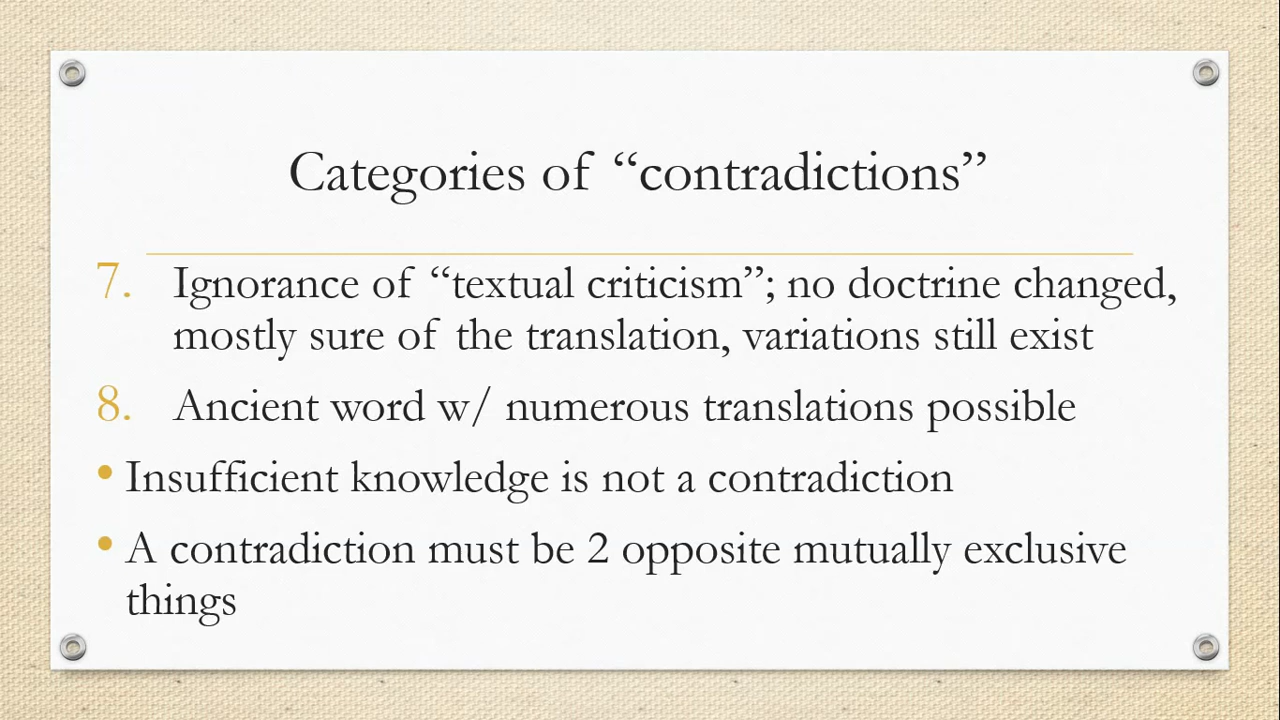 Categories of “contradictions”
7. Ignorance of “textual criticism”; no doctrine changed,
mostly sure of the translation, variations still exist
8. Ancient word w/ numerous translations possible
• Insufficient knowledge is not a contradiction
• A contradiction must be 2 opposite mutually exclusive
things